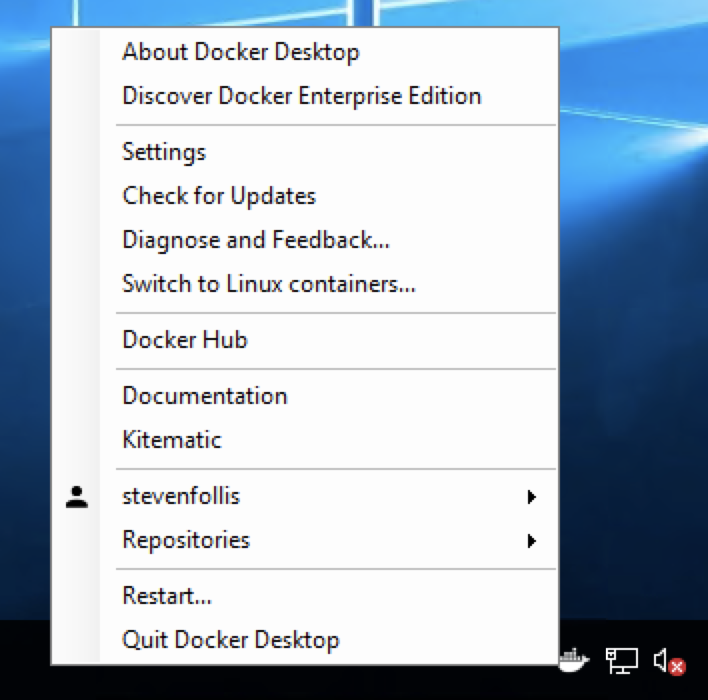 About Docker Desktop
Discover Docker Enterprise Edition
Settings
Check for Updates
Diagnose and Feedback...
Switch to Linux containers...
Docker Hub
Documentation
Kitematic
stevenfollis
Repositories
Restart...
Quit Docker Desktop